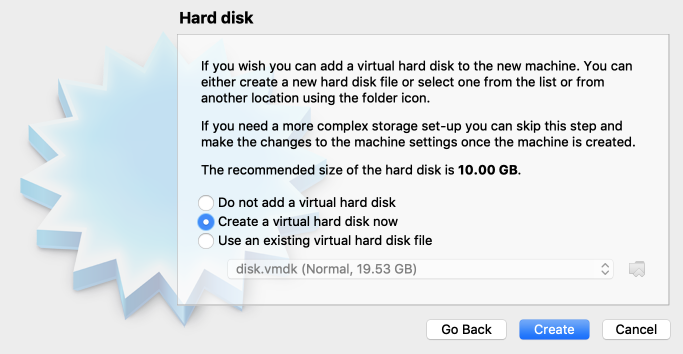 Hard disk
If you wish you can add a virtual hard disk to the new machine. You can
either create a new hard disk file or select one from the list or from
another location using the folder icon.
If you need a more complex storage set-up you can skip this step and
make the changes to the machine settings once the machine is created.
The recommended size of the hard disk is 10.00 GB.
Do not add a virtual hard disk
Create a virtual hard disk now
Use an existing virtual hard disk file
disk.vmdk (Normal, 19.53 GB)
Go Back Create Cancel